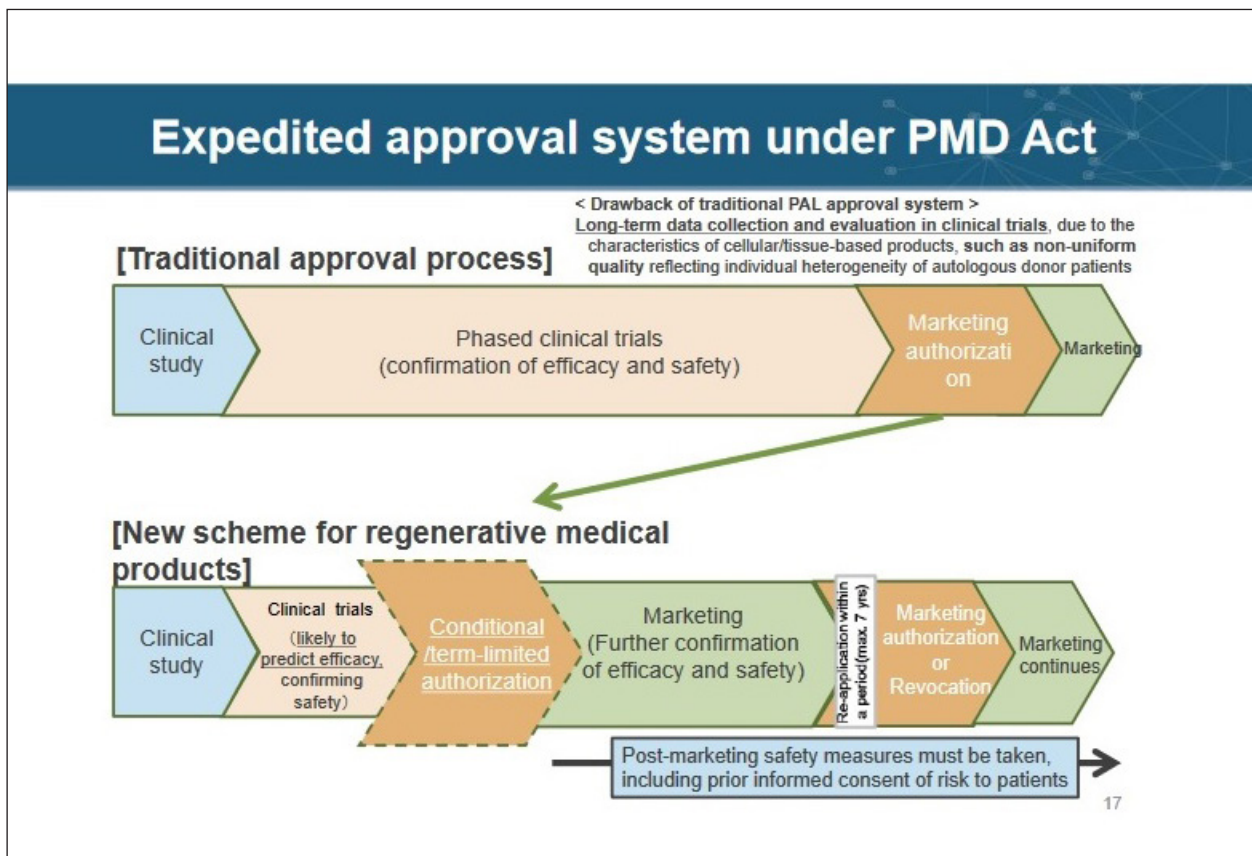 Expedited approval system under PMD Act
< Drawback of traditional PAL approval system >
Long-term data collection and evaluation in clinical trials, due to the
characteristics of cellular/tissue-based products, such as non-uniform
quality reflecting individual heterogeneity of autologous donor patients
[Traditional approval process]
Clinical
study
Phased clinical trials
(confirmation of efficacy and safety)
Marketing
authorizati
on
Marketing
[New scheme for regenerative medical
products]
Clinical
study
Clinical trials
(likely to
predict efficacy,
confirming
safety)
Conditional
/term-limited
authorization
Marketing
(Further confirmation
of efficacy and safety)
Re-application within
a period(max. 7 yrs)
Marketing
authorization
or
Revocation
Marketing
continues
Post-marketing safety measures must be taken,
including prior informed consent of risk to patients
17